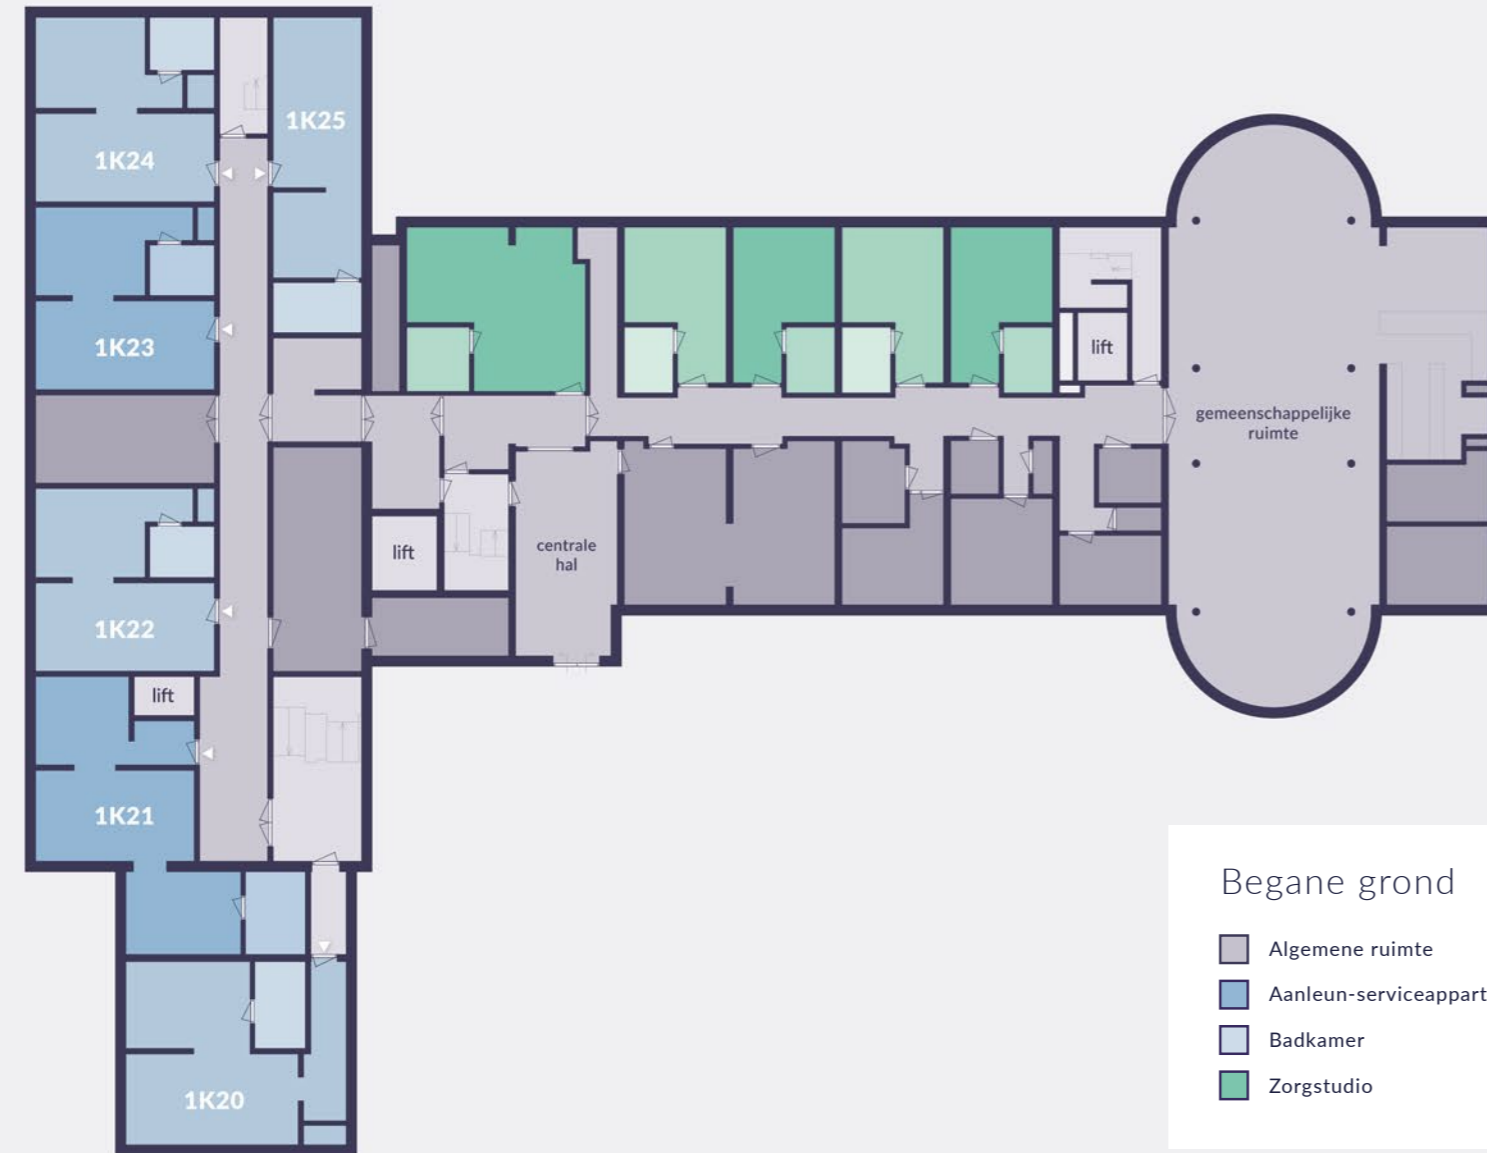 1K25
1K24
1K23
lift
gemeenschappelijke
ruimte
centrale
hal
lift
1K22
lift
1K21
1K20
Begane grond
Algemene ruimte
Aanleun-serviceappart
Badkamer
Zorgstudio